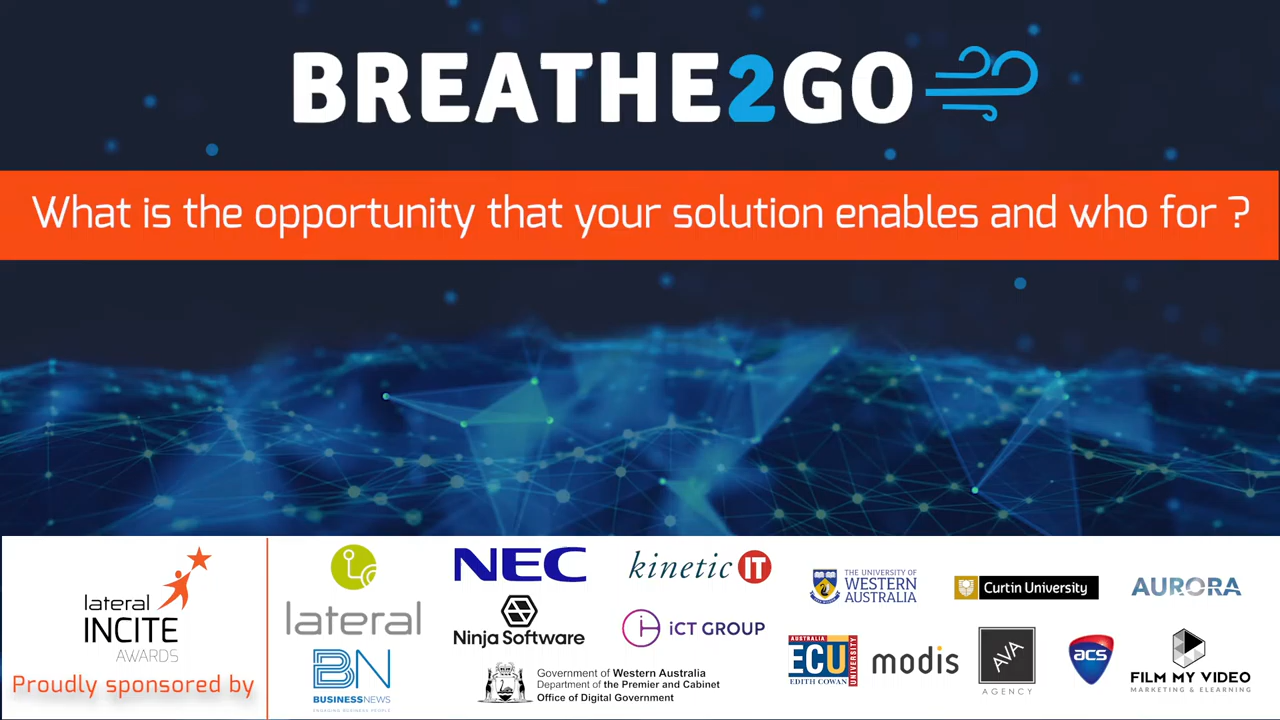 BREATHE2GO
What is the opportunity that your solution enables and who for ?
lateral
INCITE
AWARDS
Proudly sponsored by
lateral
BN
BUSINESSNEWS
ENGAGING BUSINESS PEOPLE
NEC
Ninja Software
Government of Western Australia
Department of the Premier and Cabinet
Office of Digital Government
kinetic IT
iCT GROUP
THE UNIVERSITY OF
WESTERN
AUSTRALIA
Curtin University
AURORA
AUSTRALIA
ECU
EDITH COWAN
UNIVERSITY
modis
AVA
AGENCY
acs
FILM MY VIDEO
MARKETING & ELEARNING